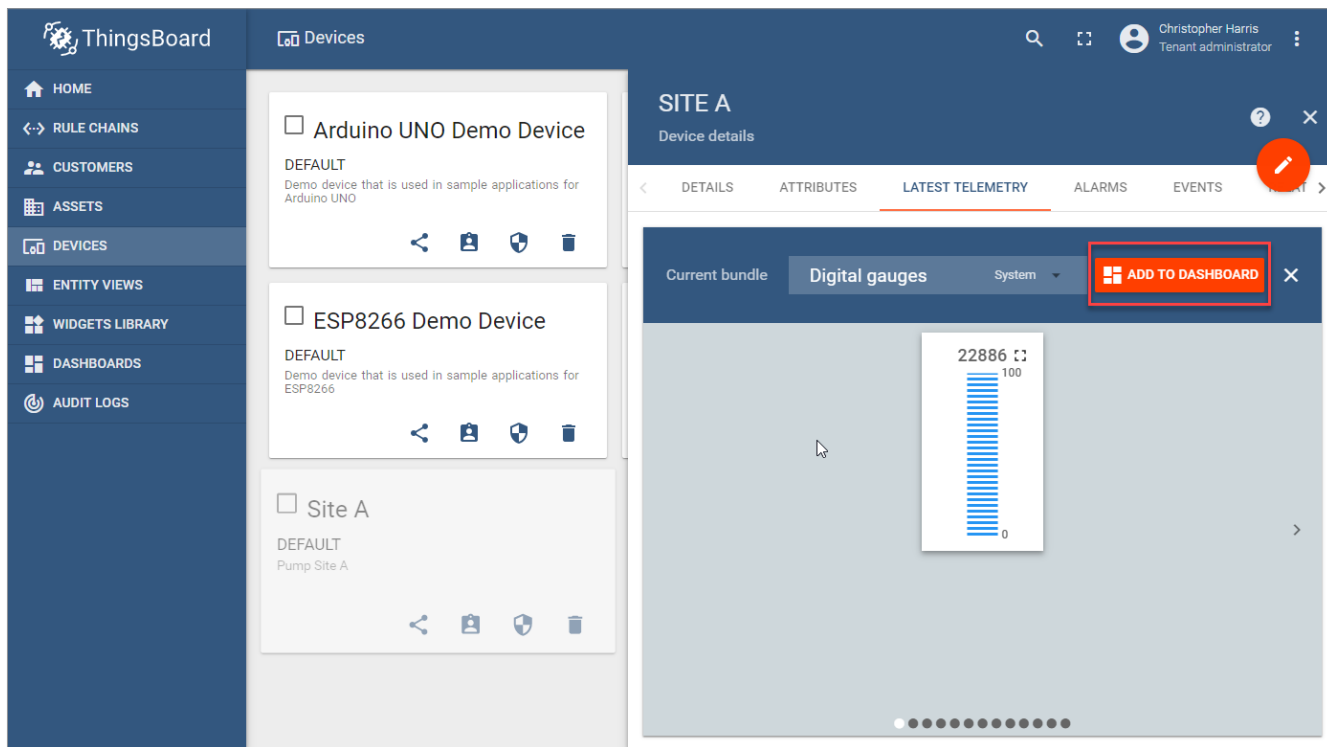 ThingsBoard
Devices
Christopher Harris
Tenant administrator
HOME
RULE CHAINS
CUSTOMERS
ASSETS
DEVICES
ENTITY VIEWS
WIDGETS LIBRARY
DASHBOARDS
AUDIT LOGS
Arduino UNO Demo Device
DEFAULT
Demo device that is used in sample applications for
Arduino UNO
ESP8266 Demo Device
DEFAULT
Demo device that is used in sample applications for
ESP8266
Site A
DEFAULT
Pump Site A
SITE A
Device details
DETAILS ATTRIBUTES LATEST TELEMETRY ALARMS EVENTS
Current bundle Digital gauges System ADD TO DASHBOARD
22886
100
0